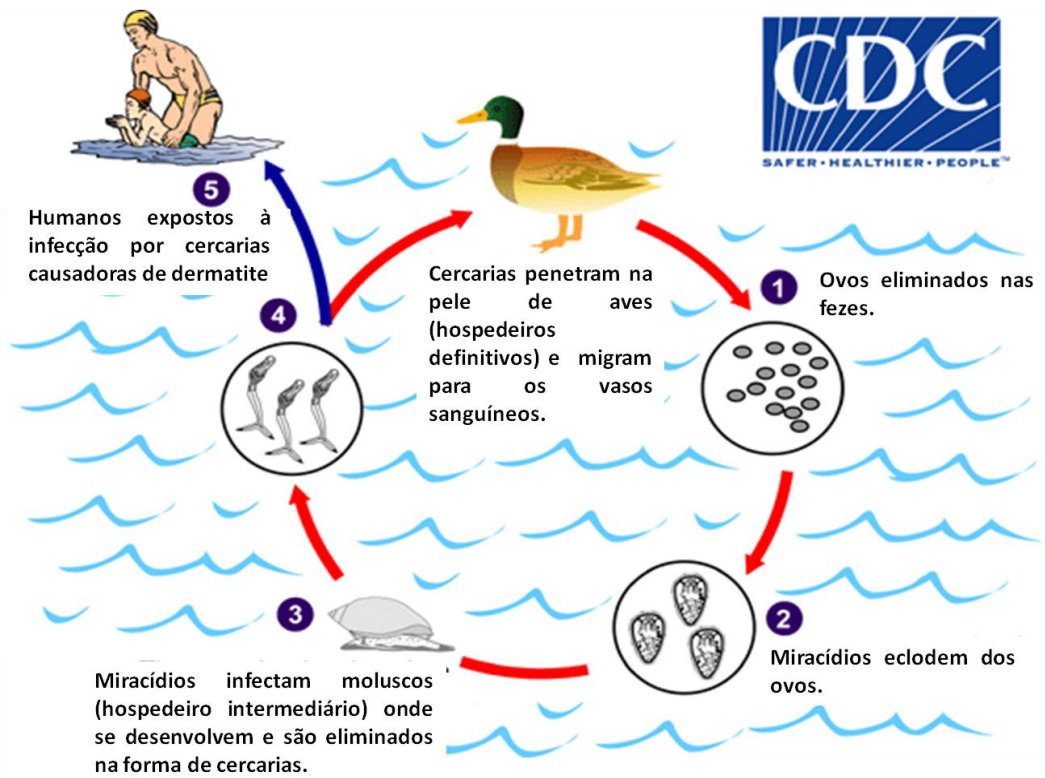 CDC
SAFER•HEALTHIER•PEOPLE™
5
Humanos expostos à
infecção por cercarias
causadoras de dermatite
4
Cercarias penetram na
pele de aves
(hospedeiros
definitivos) e migram
para os vasos
sanguíneos.
1
Ovos eliminados nas
fezes.
2
Miracídios eclodem dos
ovos.
3
Miracídios infectam moluscos
(hospedeiro intermediário) onde
se desenvolvem e são eliminados
na forma de cercarias.